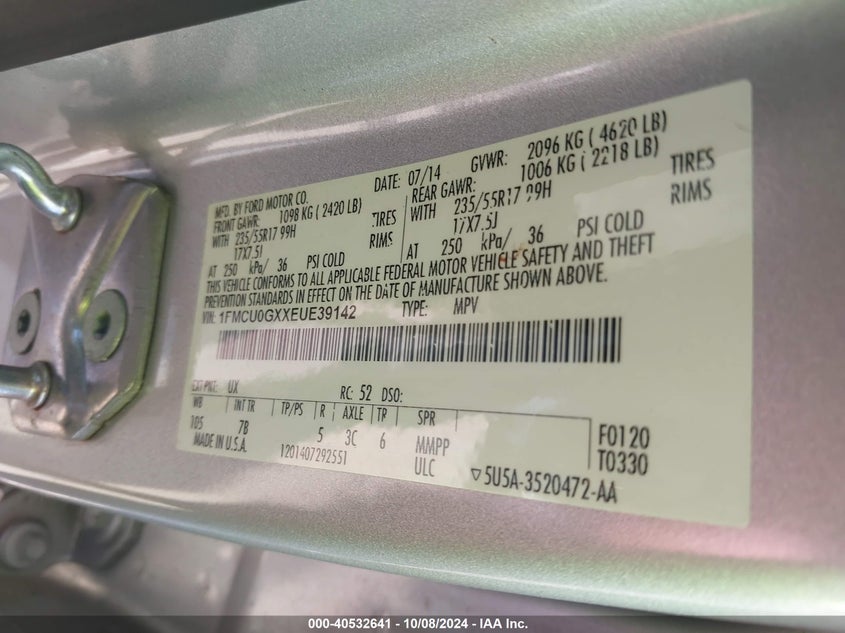 MFD. BY FORD MOTOR CO.
DATE: 07/14 GVWR: 2096 KG ( 4620 LB)
FRONT GAWR: 1098 KG ( 2420 LB) REAR GAWR: 1006 KG ( 2218 LB)
WITH 235/55R17 99H TIRES WITH 235/55R17 99H TIRES
17X7.5J RIMS 17X7.5J RIMS
AT 250 kPa/ 36 PSI COLD AT 250 kPa/ 36 PSI COLD
THIS VEHICLE CONFORMS TO ALL APPLICABLE FEDERAL MOTOR VEHICLE SAFETY AND THEFT
PREVENTION STANDARDS IN EFFECT ON THE DATE OF MANUFACTURE SHOWN ABOVE.
VIN: 1FMCU0GXXEUE39142 TYPE: MPV
EXT PNT: UX RC: 52 DSO:
WB INT TR TP/PS R AXLE TR SPR
105 7B 5 3C 6 MMPP F0120
MADE IN U.S.A. 1201407292551 ULC T0330
▽5U5A-3520472-AA
000-40532641 - 10/08/2024 - IAA Inc.